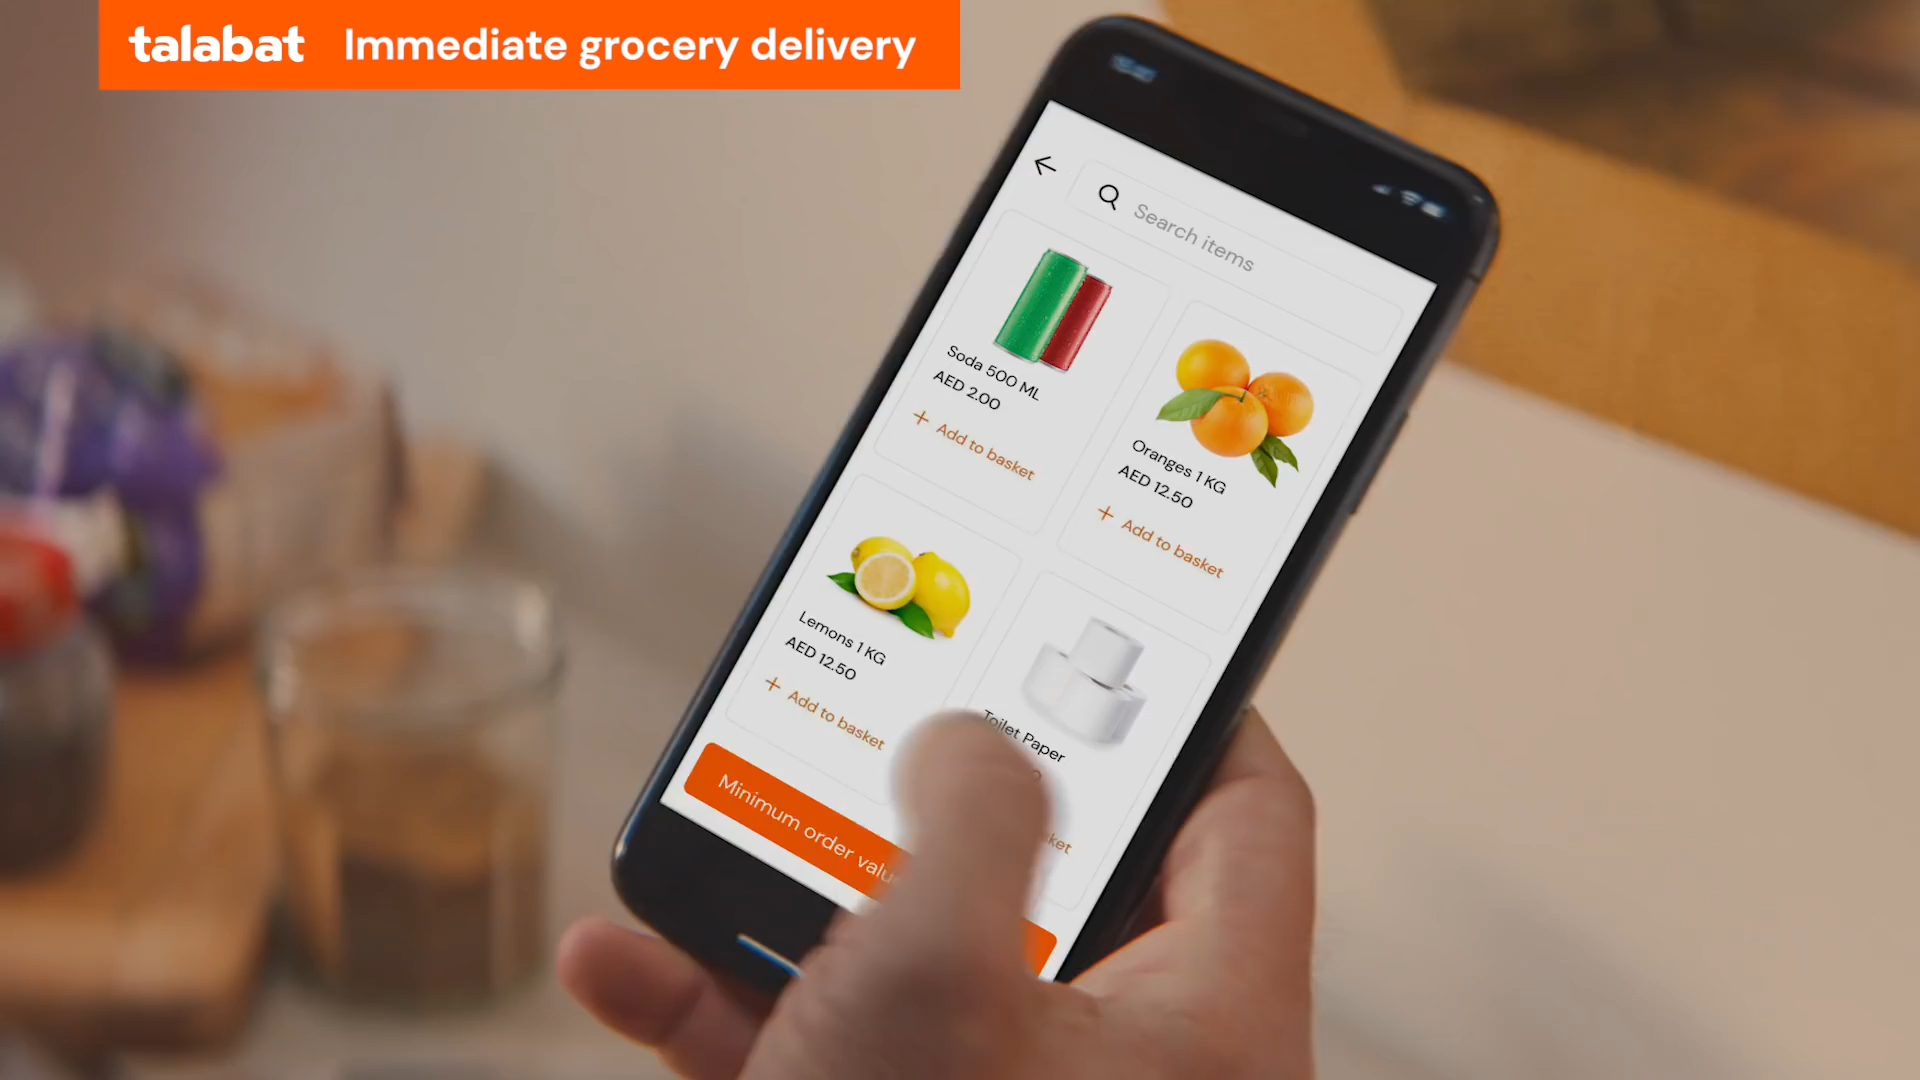 talabat Immediate grocery delivery
Search items
Soda 500 ML
AED 2.00
+ Add to basket
Oranges 1 KG
AED 12.50
+ Add to basket
Lemons 1 KG
AED 12.50
+ Add to basket
Toilet Paper
Minimum order